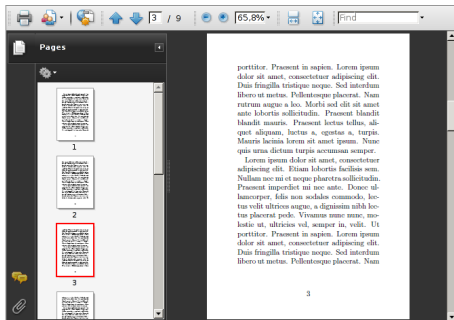 3 / 9
65,8%
Find
Pages
1
2
3
porttitor. Praesent in sapien. Lorem ipsum
dolor sit amet, consectetuer adipiscing elit.
Duis fringilla tristique neque. Sed interdum
libero ut metus. Pellentesque placerat. Nam
rutrum augue a leo. Morbi sed elit sit amet
ante lobortis sollicitudin. Praesent blandit
blandit mauris. Praesent lectus tellus, ali-
quet aliquam, luctus a, egestas a, turpis.
Mauris lacinia lorem sit amet ipsum. Nunc
quis urna dictum turpis accumsan semper.
Lorem ipsum dolor sit amet, consectetuer
adipiscing elit. Etiam lobortis facilisis sem.
Nullam nec mi et neque pharetra sollicitudin.
Praesent imperdiet mi nec ante. Donec ul-
lamcorper, felis non sodales commodo, lec-
tus velit ultrices augue, a dignissim nibh lec-
tus placerat pede. Vivamus nunc nunc, mo-
lestie ut, ultricies vel, semper in, velit. Ut
porttitor. Praesent in sapien. Lorem ipsum
dolor sit amet, consectetuer adipiscing elit.
Duis fringilla tristique neque. Sed interdum
libero ut metus. Pellentesque placerat. Nam
3